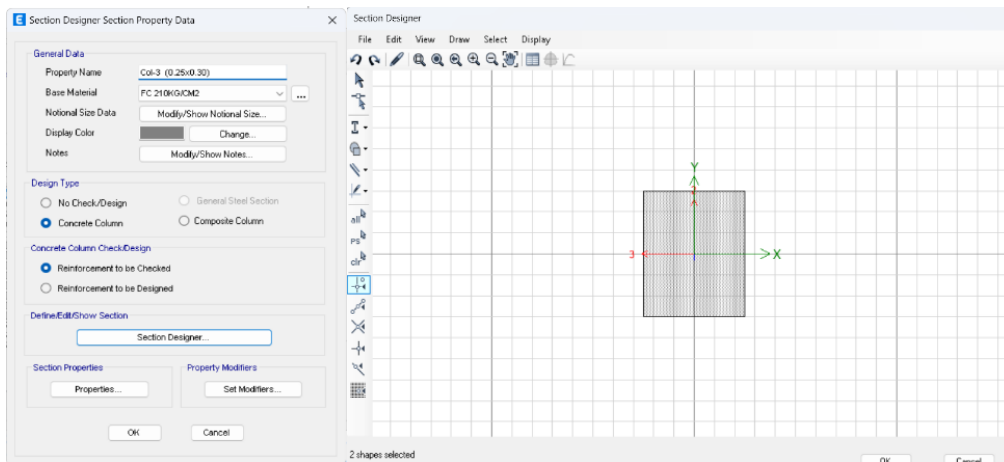 E Section Designer Section Property Data
General Data
Property Name Col-3 (0.25x0.30)
Base Material FC 210KG/CM2 ...
Notional Size Data Modify/Show Notional Size...
Display Color Change...
Notes Modify/Show Notes...
Design Type
No Check/Design General Steel Section
Concrete Column Composite Column
Concrete Column Check/Design
Reinforcement to be Checked
Reinforcement to be Designed
Define/Edit/Show Section
Section Designer...
Section Properties Property Modifiers
Properties... Set Modifiers...
OK Cancel
Section Designer
File Edit View Draw Select Display
all
PS
clr
Y
2
3 X
2 shapes selected
OK Cancel